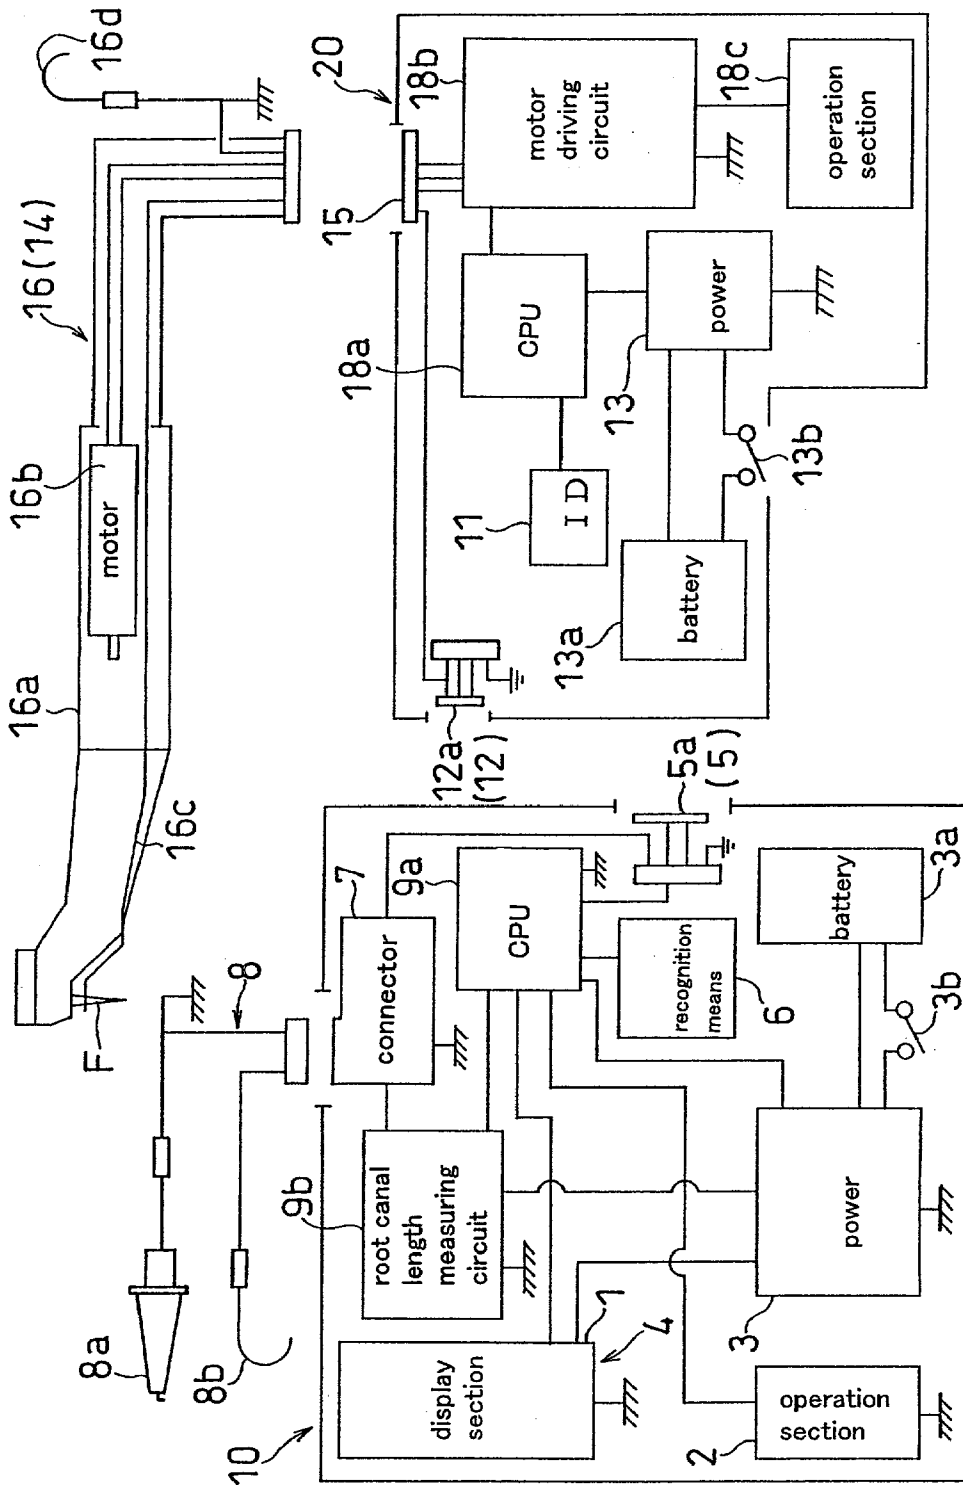 16d
16 (14)
16b
motor
16a
16c
F
8
8a
8b
20
15
18b
motor
driving
circuit
18c
operation
section
18a
CPU
13
power
11
ID
13a
battery
13b
12a
(12)
5a
(5)
10
7
connector
9a
CPU
9b
root canal
length
measuring
circuit
recognition
means
6
3a
battery
3b
1
4
display
section
3
power
2
operation
section